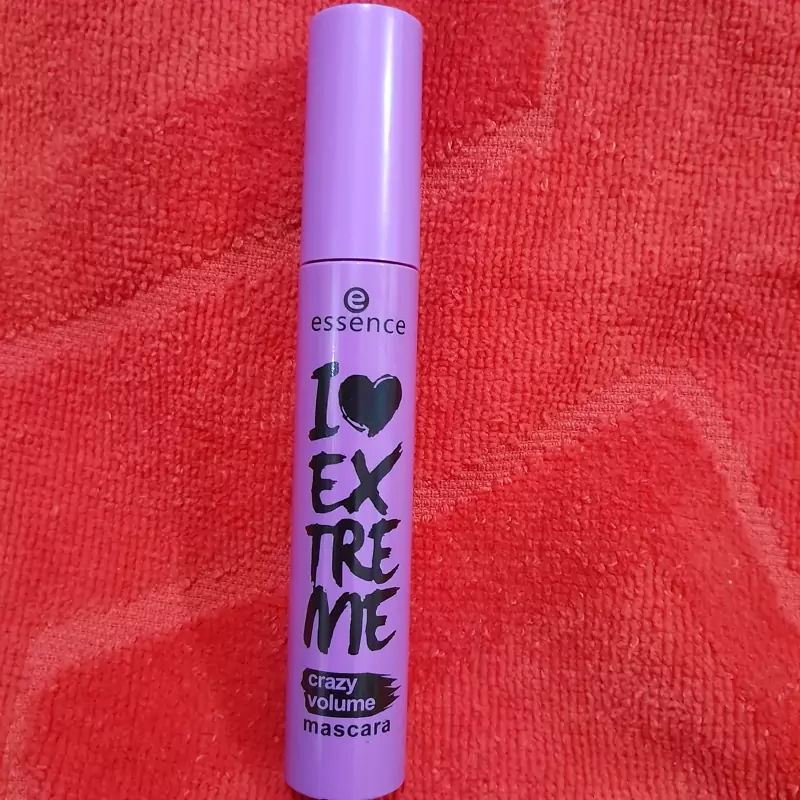 e
essence
I ♥
EX
TRE
ME
crazy
volume
mascara